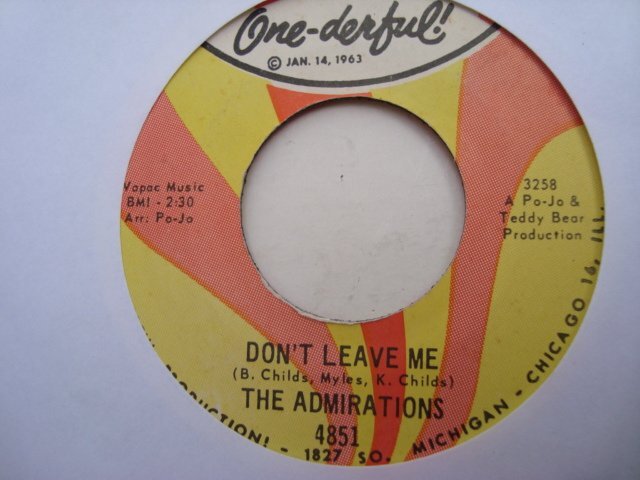 One-derful!
© JAN. 14, 1963
Vapac Music
BMI - 2:30
Arr: Po-Jo
3258
A Po-Jo &
Teddy Bear
Production
DON'T LEAVE ME
(B. Childs, Myles, K. Childs)
THE ADMIRATIONS
4851
1827 SO. MICHIGAN - CHICAGO 16, ILL.